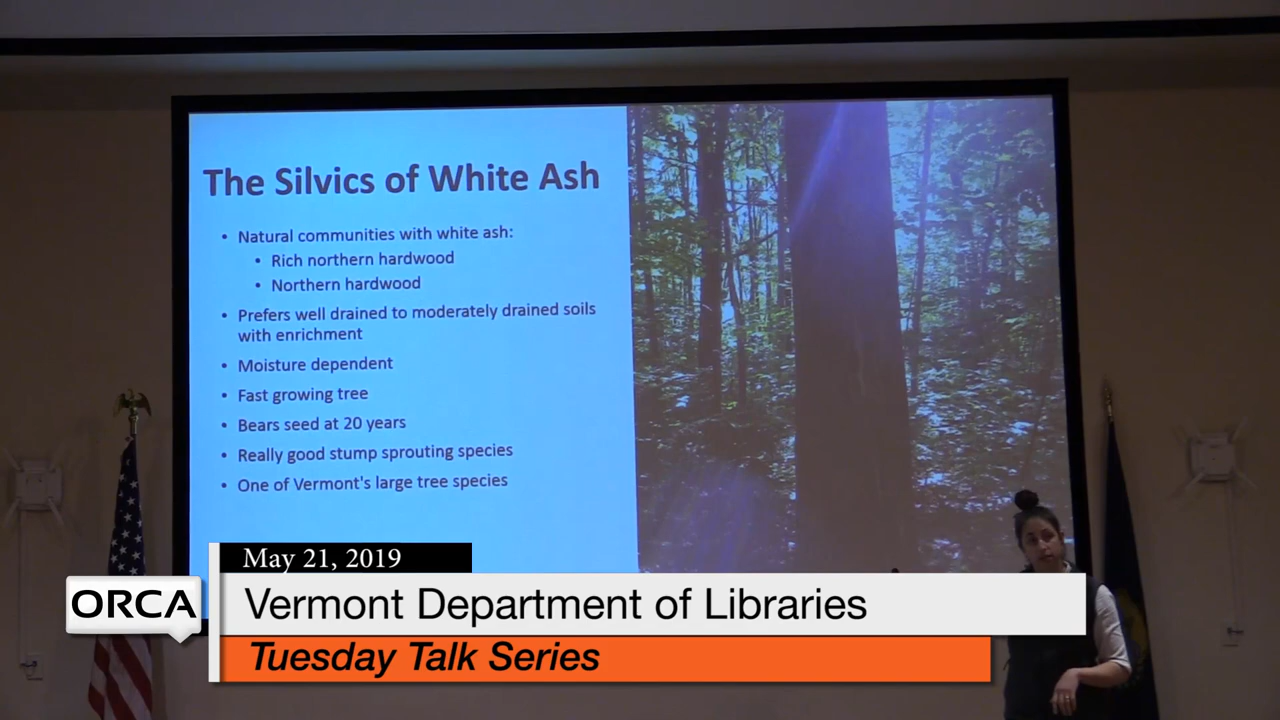 The Silvics of White Ash
• Natural communities with white ash:
• Rich northern hardwood
• Northern hardwood
• Prefers well drained to moderately drained soils
with enrichment
• Moisture dependent
• Fast growing tree
• Bears seed at 20 years
• Really good stump sprouting species
• One of Vermont's large tree species
May 21, 2019
ORCA
Vermont Department of Libraries
Tuesday Talk Series